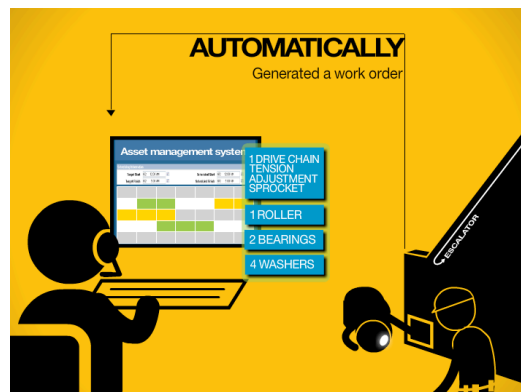 AUTOMATICALLY
Generated a work order
Asset management system
1 DRIVE CHAIN
TENSION
ADJUSTMENT
SPROCKET
1 ROLLER
2 BEARINGS
4 WASHERS
ESCALATOR